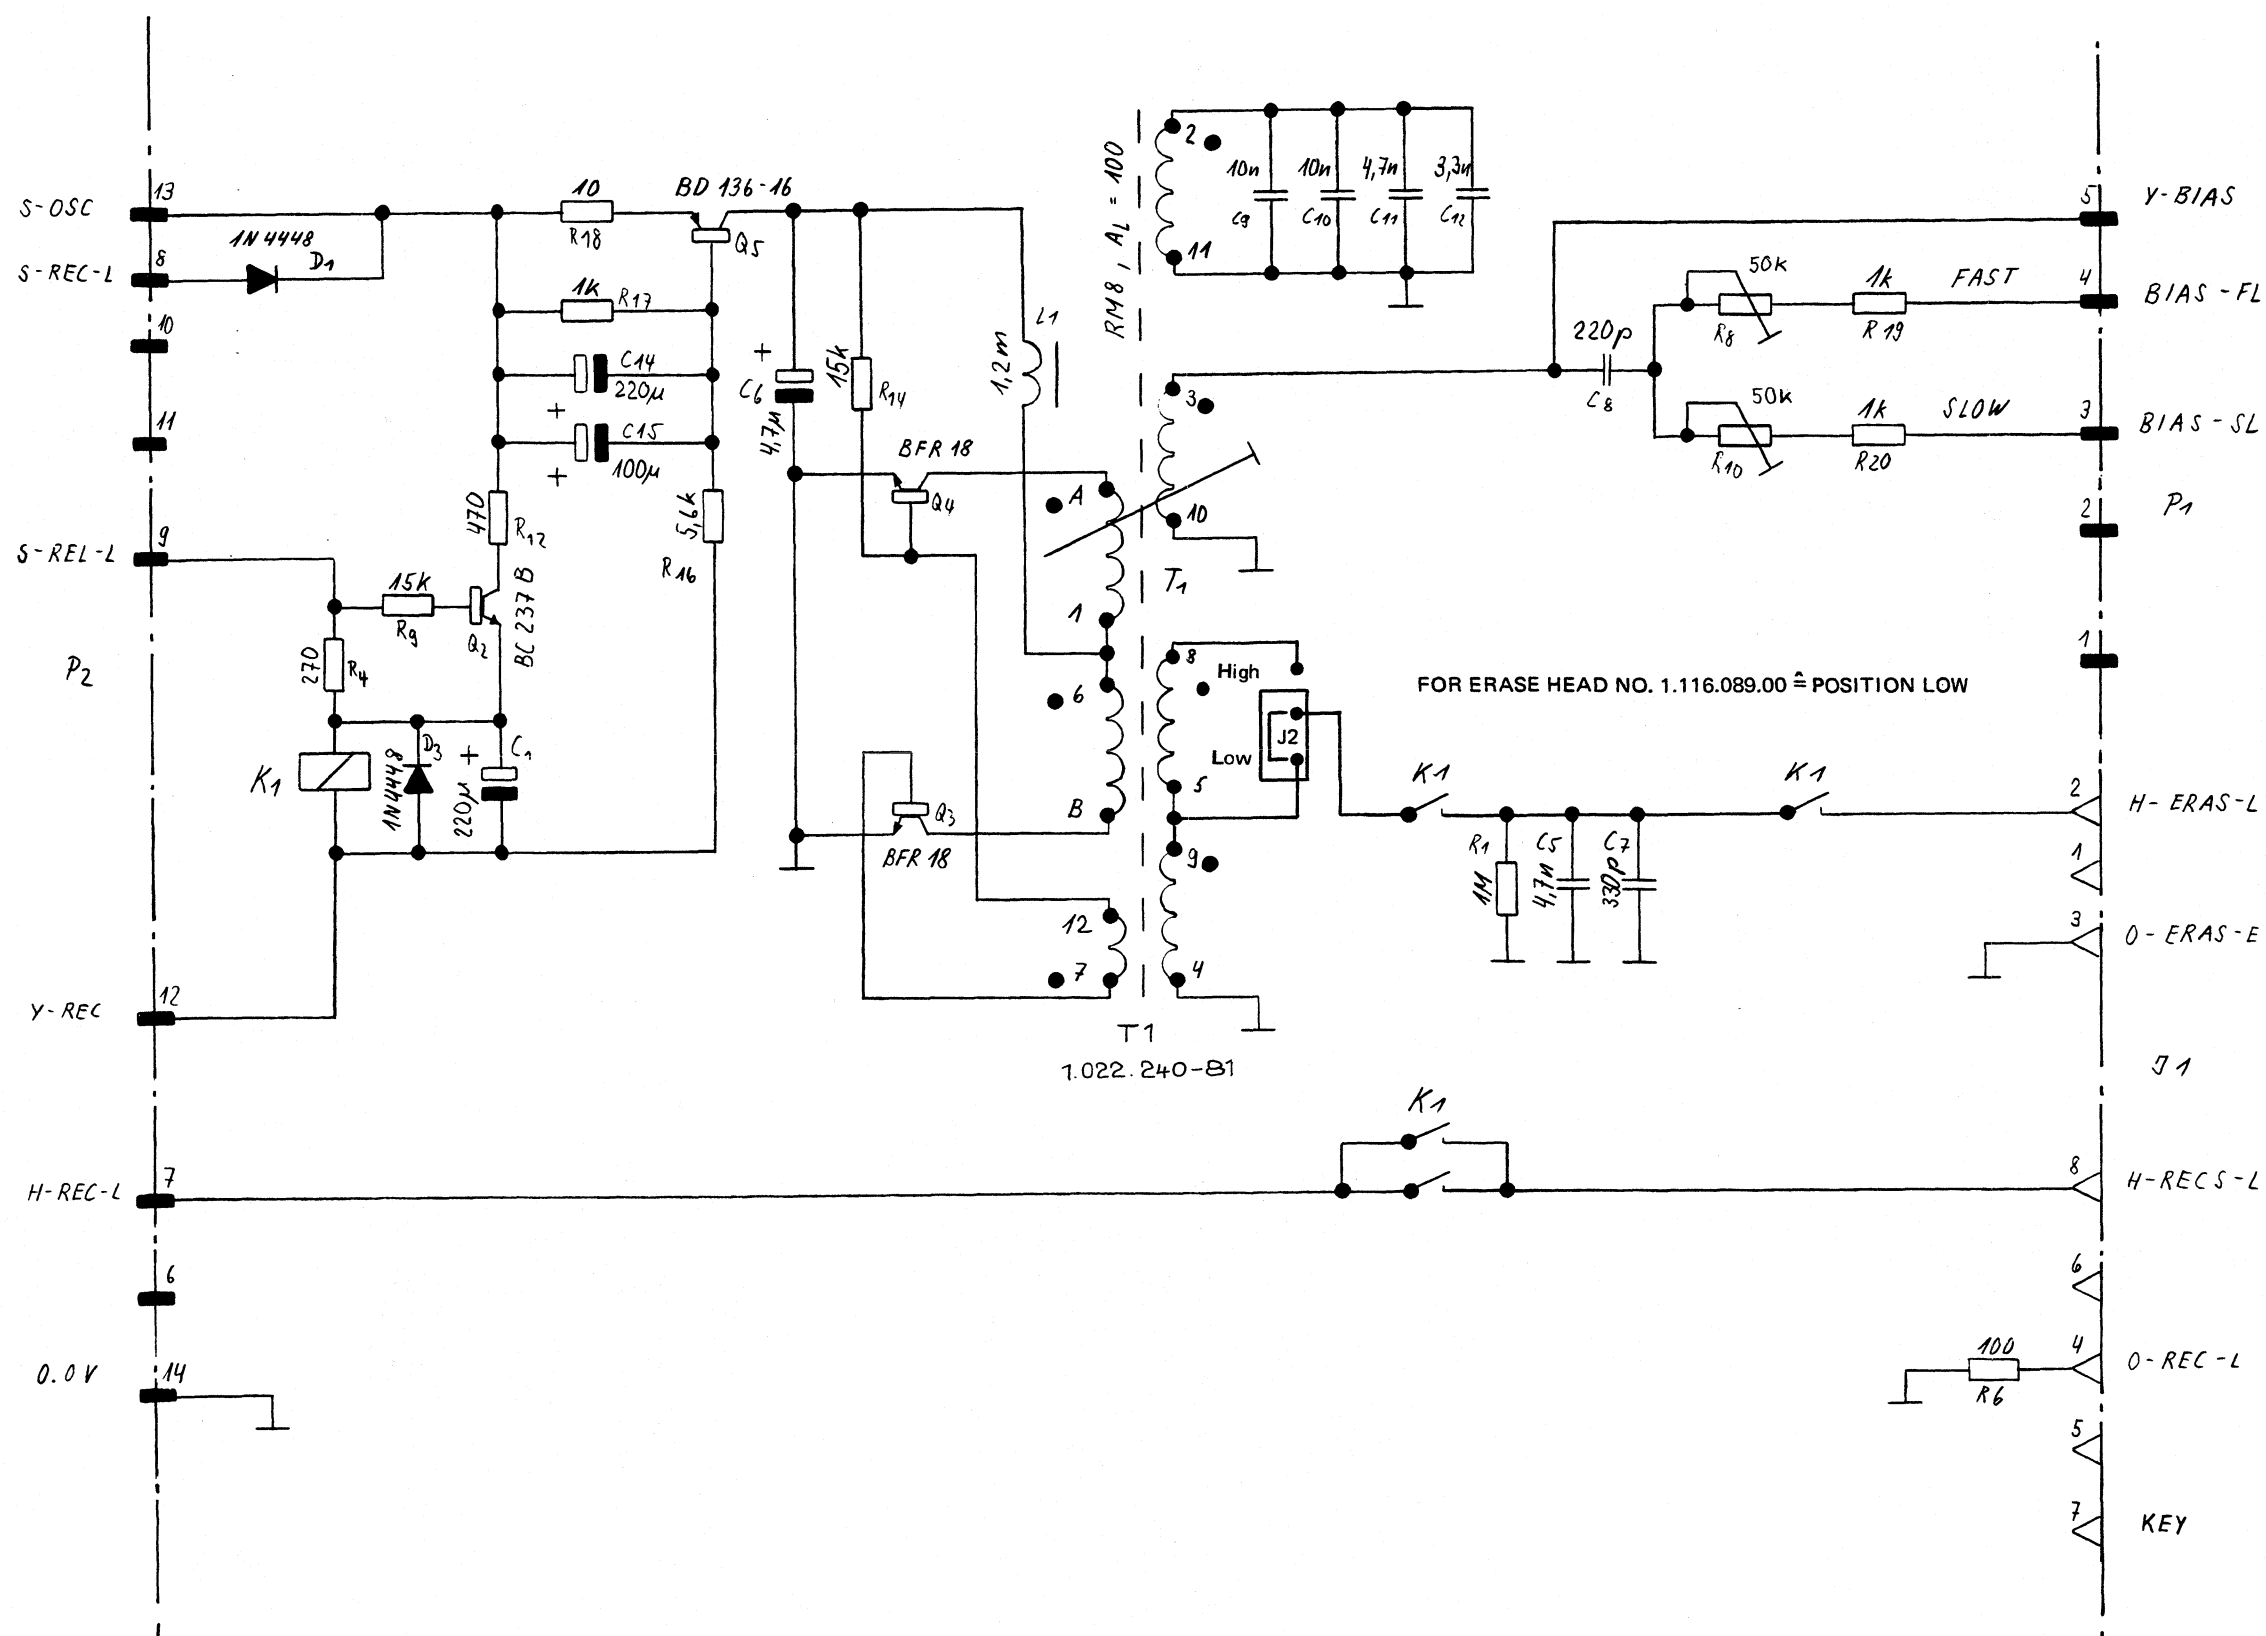 S-OSC
13
1N4448
D1
S-REC-L
8
10
11
S-REL-L
9
P2
Y-REC
12
H-REC-L
7
6
0.0V
14
10
R18
BD 136-16
Q5
1K
R17
+
C14
220µ
+
C15
100µ
470
R12
5,6k
R16
15K
R9
Q2
BC 237 B
270
R4
K1
1N4448
D3
+
C1
220µ
+
C6
4,7µ
15k
R14
L1
1,2m
BFR 18
Q4
Q3
BFR 18
A
1
6
B
12
7
RM8, AL = 100
2
11
3
10
T1
8
5
9
4
T1
1.022.240-81
10n
C9
10n
C10
4,7n
C11
3,3n
C12
220p
C8
50k
R8
1k
R19
FAST
50k
R10
1k
R20
SLOW
High
Low
J2
FOR ERASE HEAD NO. 1.116.089.00 ≙ POSITION LOW
K1
K1
R1
1M
C5
4,7n
C7
330p
K1
100
R6
5
Y-BIAS
4
BIAS-FL
3
BIAS-SL
2
P1
1
2
H-ERAS-L
1
3
0-ERAS-E
J1
8
H-RECS-L
6
4
0-REC-L
5
7
KEY